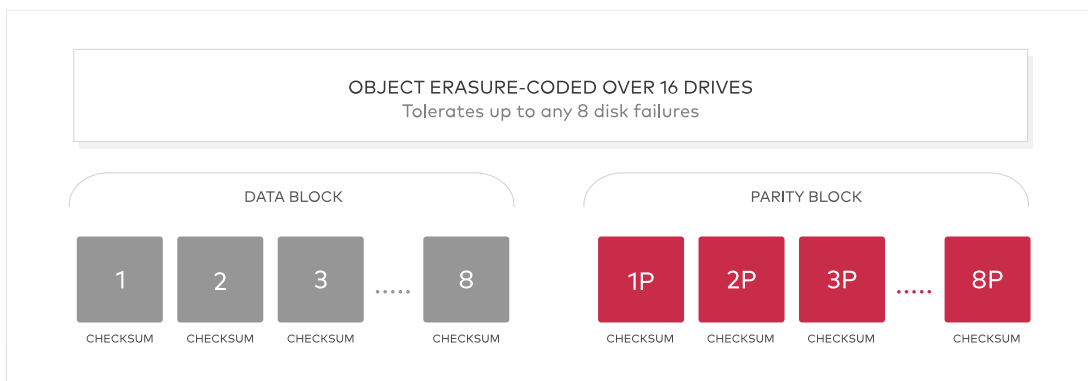 OBJECT ERASURE-CODED OVER 16 DRIVES
Tolerates up to any 8 disk failures
DATA BLOCK
PARITY BLOCK
1 2 3 ..... 8
1P 2P 3P ..... 8P
CHECKSUM CHECKSUM CHECKSUM CHECKSUM
CHECKSUM CHECKSUM CHECKSUM CHECKSUM